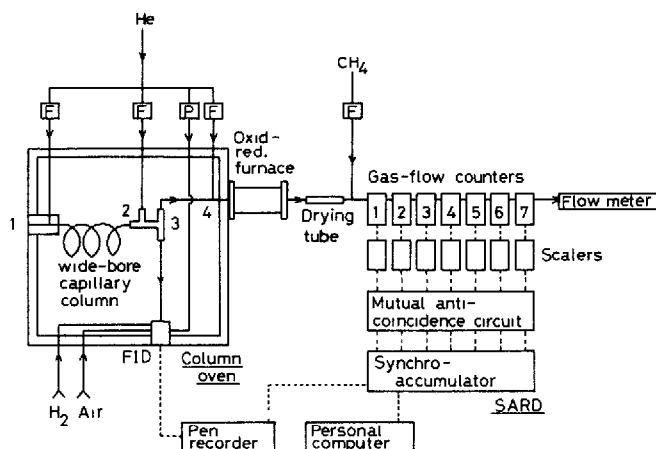 He
CH4
F
F
P
F
F
Oxid-
red.
furnace
Gas-flow counters
1
2
3
4
1 2 3 4 5 6 7
Flow meter
Drying
tube
wide-bore
capillary
column
Scalers
Mutual anti-
coincidence circuit
FID
Column
oven
Synchro-
accumulator
H2 Air
SARD
Pen
recorder
Personal
computer